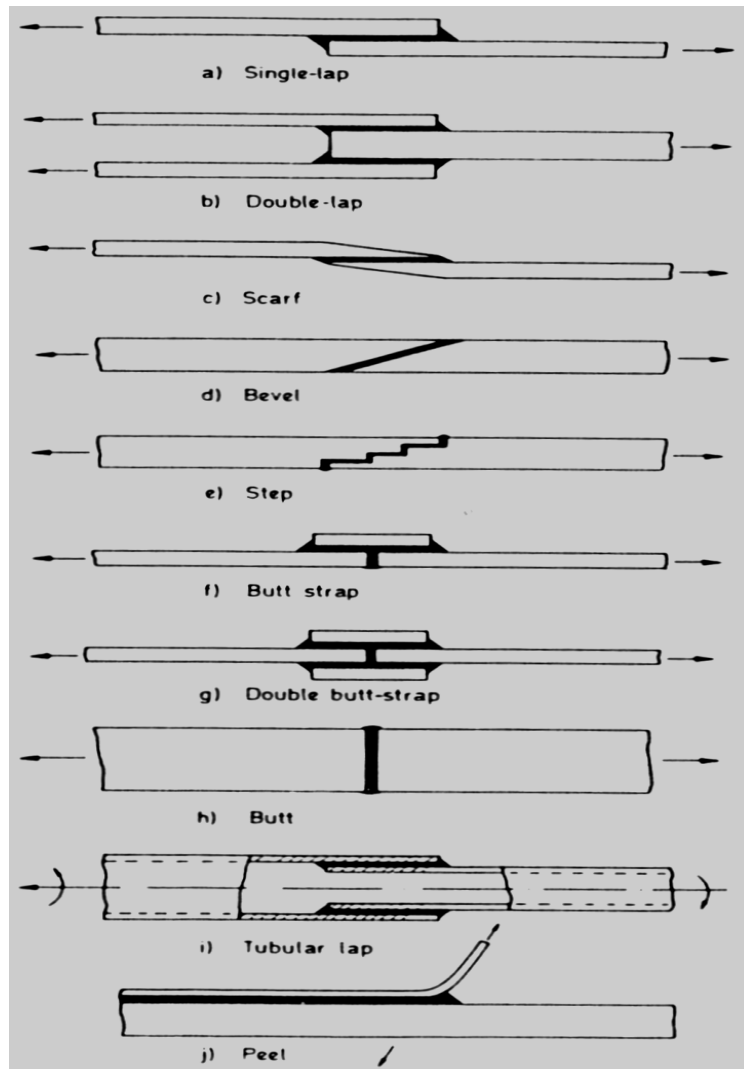 a) Single-lap
b) Double-lap
c) Scarf
d) Bevel
e) Step
f) Butt strap
g) Double butt-strap
h) Butt
i) Tubular lap
j) Peel